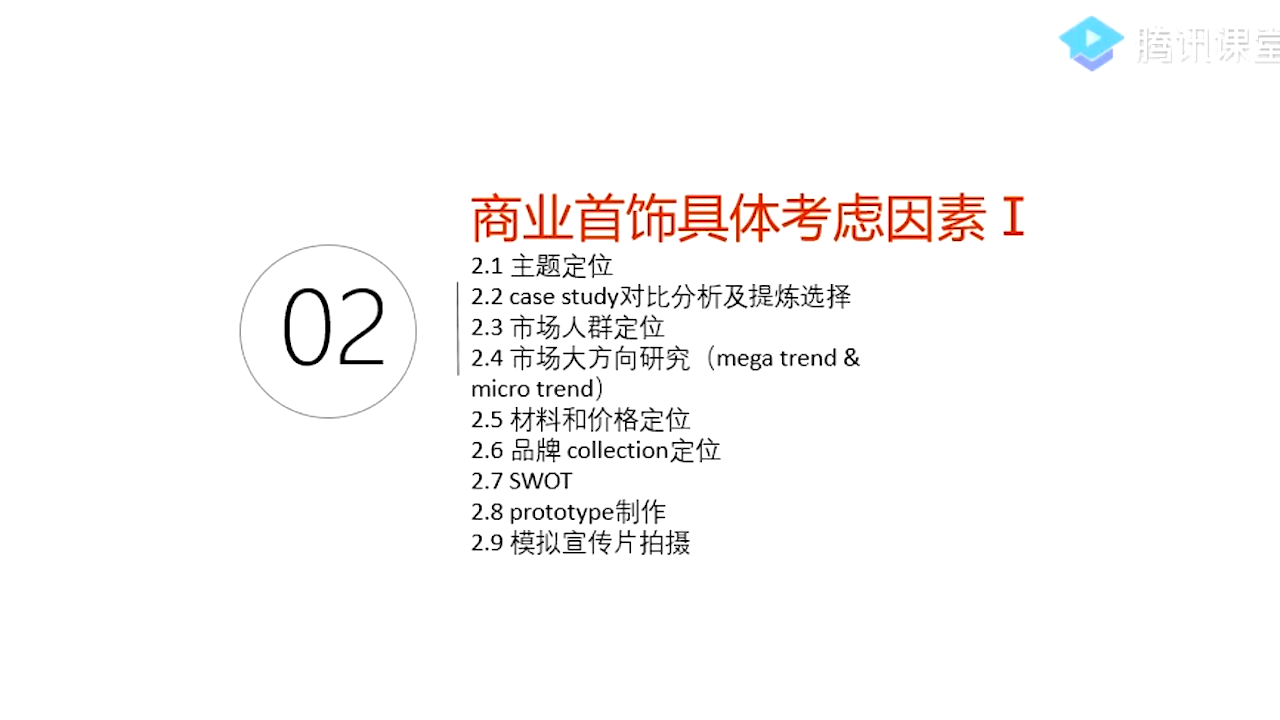 腾讯课堂
商业首饰具体考虑因素 I
02
2.1 主题定位
2.2 case study对比分析及提炼选择
2.3 市场人群定位
2.4 市场大方向研究（mega trend &
micro trend）
2.5 材料和价格定位
2.6 品牌 collection定位
2.7 SWOT
2.8 prototype制作
2.9 模拟宣传片拍摄